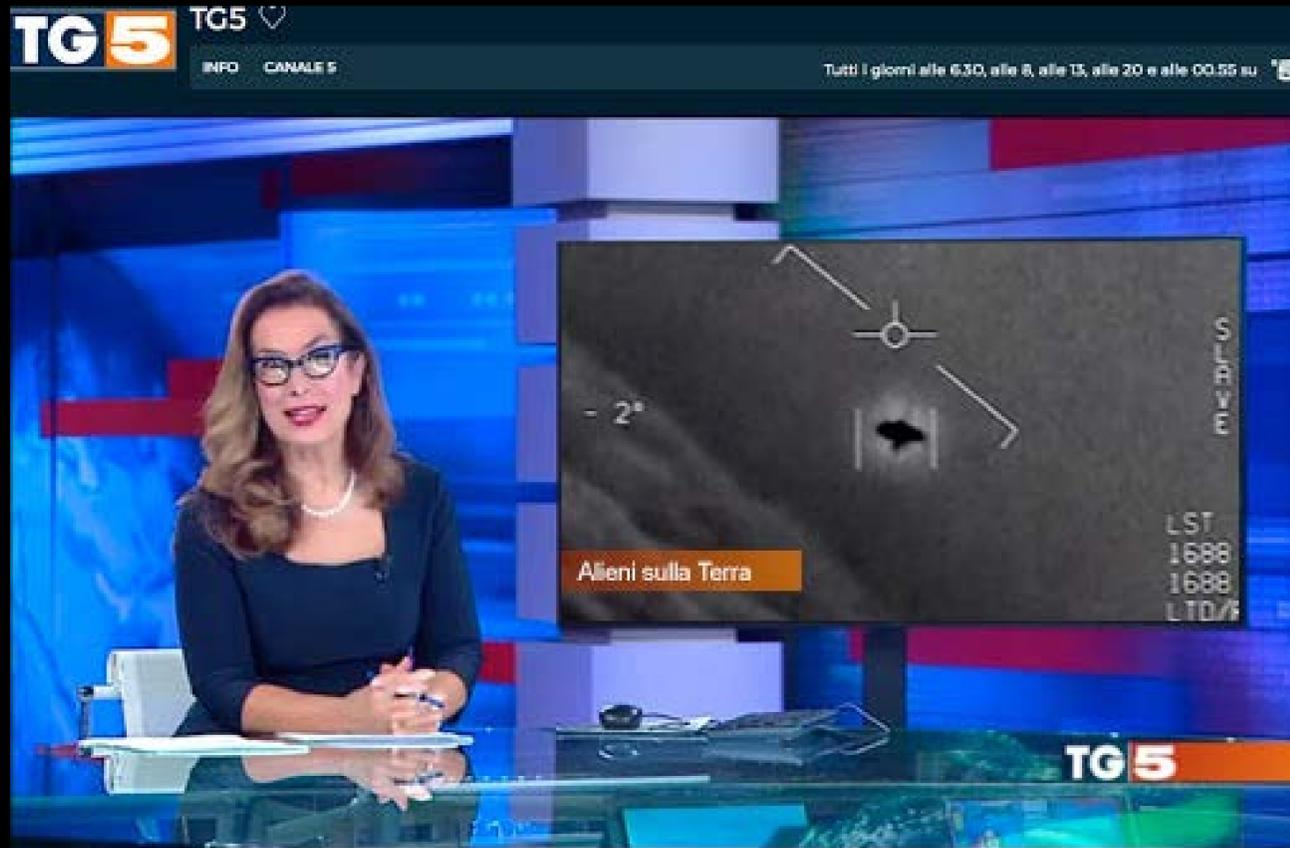 TG5
TG5
INFO CANALE 5
Tutti i giorni alle 6.30, alle 8, alle 13, alle 20 e alle 00.55 su
- 2°
SLAVE
Alieni sulla Terra
LST
1688
1688
LTD/R
TG5